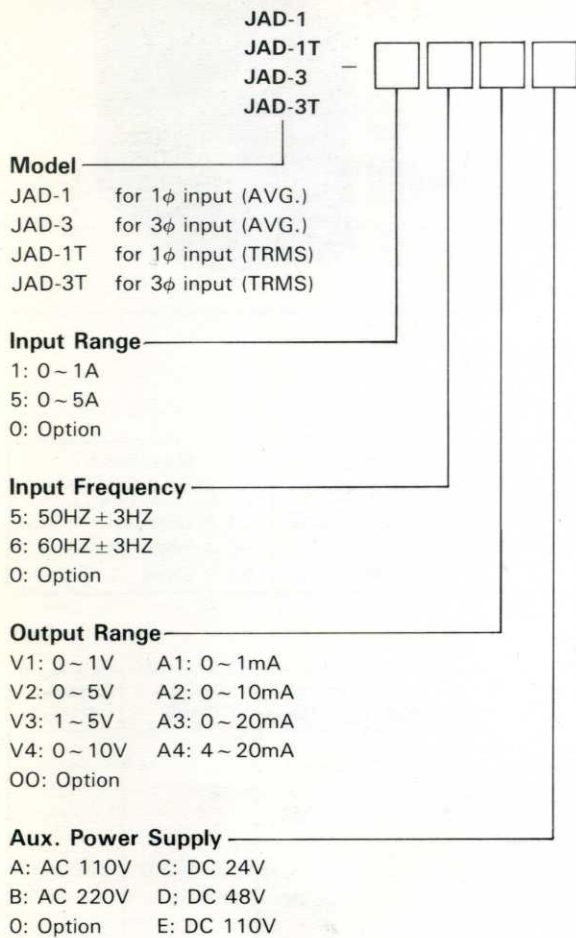 JAD-1
JAD-1T
JAD-3
JAD-3T
–
Model
JAD-1 for 1ϕ input (AVG.)
JAD-3 for 3ϕ input (AVG.)
JAD-1T for 1ϕ input (TRMS)
JAD-3T for 3ϕ input (TRMS)
Input Range
1: 0~1A
5: 0~5A
0: Option
Input Frequency
5: 50HZ±3HZ
6: 60HZ±3HZ
0: Option
Output Range
V1: 0~1V A1: 0~1mA
V2: 0~5V A2: 0~10mA
V3: 1~5V A3: 0~20mA
V4: 0~10V A4: 4~20mA
OO: Option
Aux. Power Supply
A: AC 110V C: DC 24V
B: AC 220V D: DC 48V
0: Option E: DC 110V